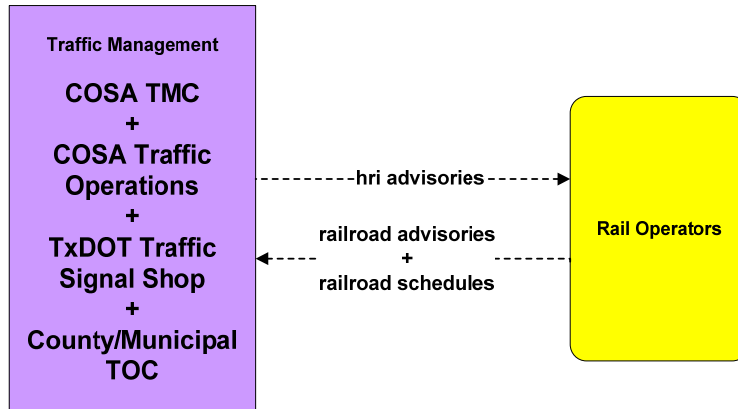 Traffic Management
COSA TMC
+
COSA Traffic
Operations
+
TxDOT Traffic
Signal Shop
+
County/Municipal
TOC
hri advisories
railroad advisories
+
railroad schedules
Rail Operators